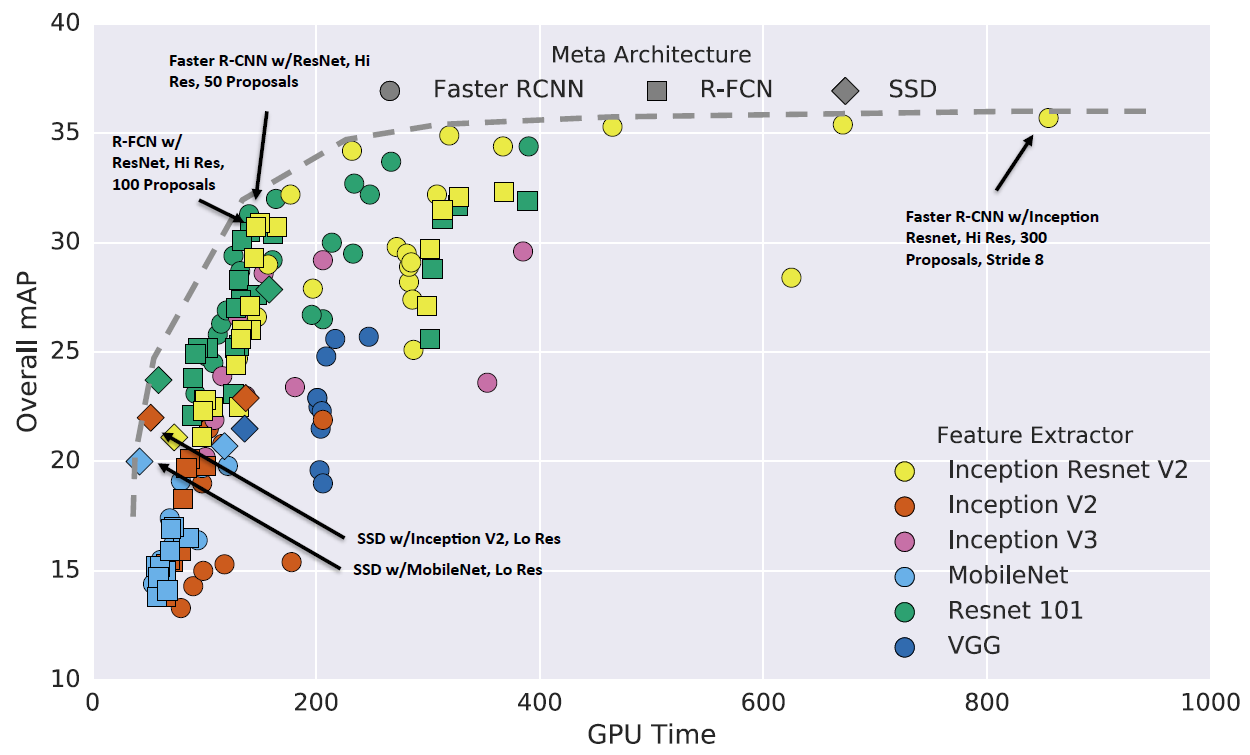 40
35
30
25
20
15
10
Overall mAP
0
200
400
600
800
1000
GPU Time
Meta Architecture
Faster RCNN
R-FCN
SSD
Faster R-CNN w/ResNet, Hi
Res, 50 Proposals
R-FCN w/
ResNet, Hi Res,
100 Proposals
Faster R-CNN w/Inception
Resnet, Hi Res, 300
Proposals, Stride 8
SSD w/Inception V2, Lo Res
SSD w/MobileNet, Lo Res
Feature Extractor
Inception Resnet V2
Inception V2
Inception V3
MobileNet
Resnet 101
VGG